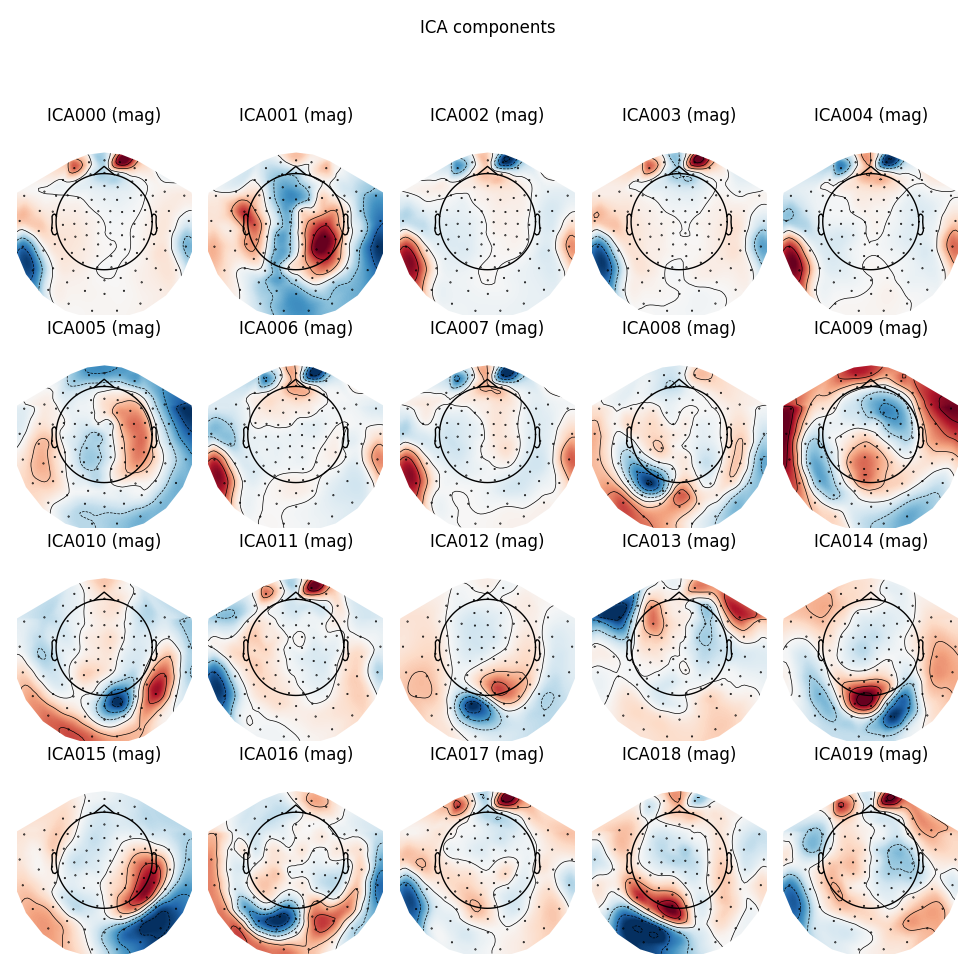 ICA components
ICA000 (mag) ICA001 (mag) ICA002 (mag) ICA003 (mag) ICA004 (mag)
ICA005 (mag) ICA006 (mag) ICA007 (mag) ICA008 (mag) ICA009 (mag)
ICA010 (mag) ICA011 (mag) ICA012 (mag) ICA013 (mag) ICA014 (mag)
ICA015 (mag) ICA016 (mag) ICA017 (mag) ICA018 (mag) ICA019 (mag)